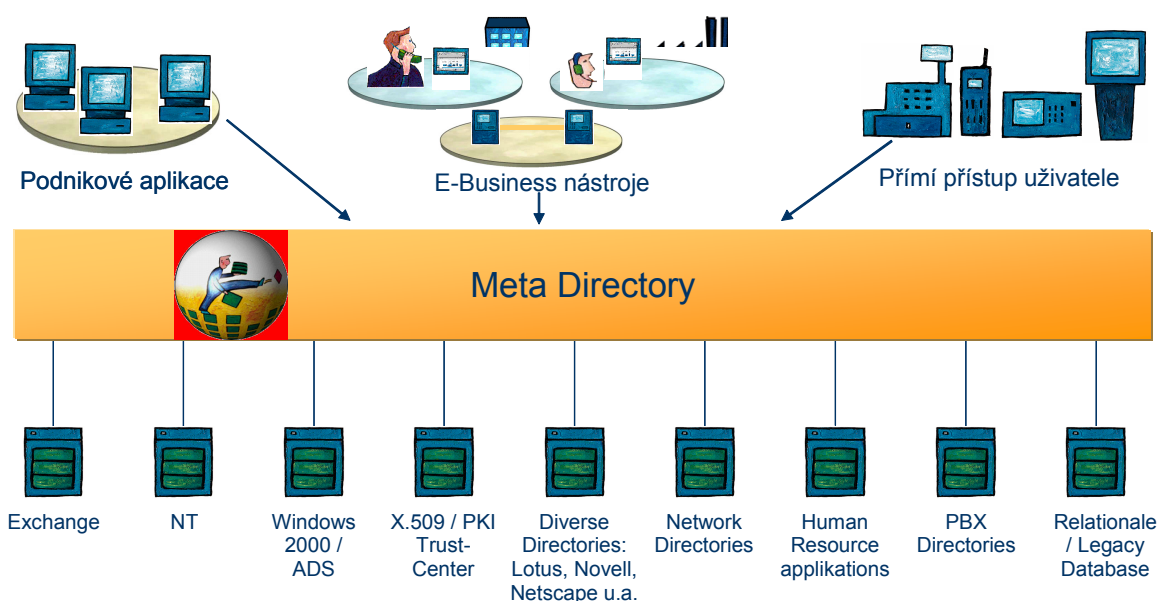 Podnikové aplikace
E-Business nástroje
Přímí přístup uživatele
Meta Directory
Exchange
NT
Windows
2000 /
ADS
X.509 / PKI
Trust-
Center
Diverse
Directories:
Lotus, Novell,
Netscape u.a.
Network
Directories
Human
Resource
applikations
PBX
Directories
Relationale
/ Legacy
Database